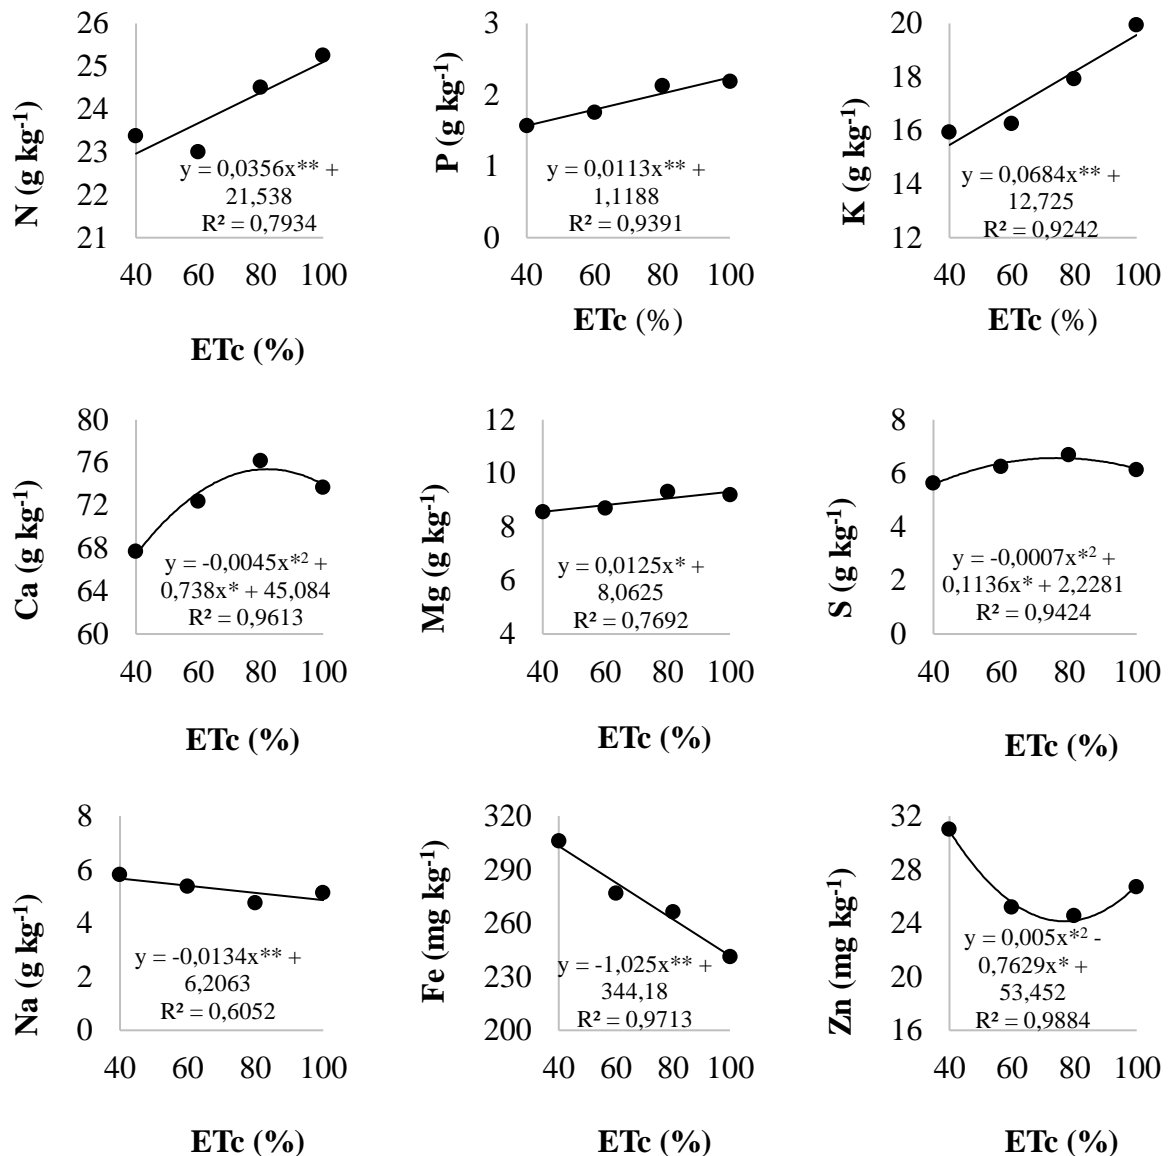 N (g kg⁻¹)
26
25
24
23
22
21
y = 0,0356x** +
21,538
R² = 0,7934
40 60 80 100
ETc (%)
P (g kg⁻¹)
3
2
1
0
y = 0,0113x** +
1,1188
R² = 0,9391
40 60 80 100
ETc (%)
K (g kg⁻¹)
20
18
16
14
12
y = 0,0684x** +
12,725
R² = 0,9242
40 60 80 100
ETc (%)
Ca (g kg⁻¹)
80
76
72
68
64
60
y = -0,0045x*² +
0,738x* + 45,084
R² = 0,9613
40 60 80 100
ETc (%)
Mg (g kg⁻¹)
12
10
8
6
4
y = 0,0125x* +
8,0625
R² = 0,7692
40 60 80 100
ETc (%)
S (g kg⁻¹)
8
6
4
2
0
y = -0,0007x*² +
0,1136x* + 2,2281
R² = 0,9424
40 60 80 100
ETc (%)
Na (g kg⁻¹)
8
6
4
2
0
y = -0,0134x** +
6,2063
R² = 0,6052
40 60 80 100
ETc (%)
Fe (mg kg⁻¹)
320
290
260
230
200
y = -1,025x** +
344,18
R² = 0,9713
40 60 80 100
ETc (%)
Zn (mg kg⁻¹)
32
28
24
20
16
y = 0,005x*² -
0,7629x* +
53,452
R² = 0,9884
40 60 80 100
ETc (%)